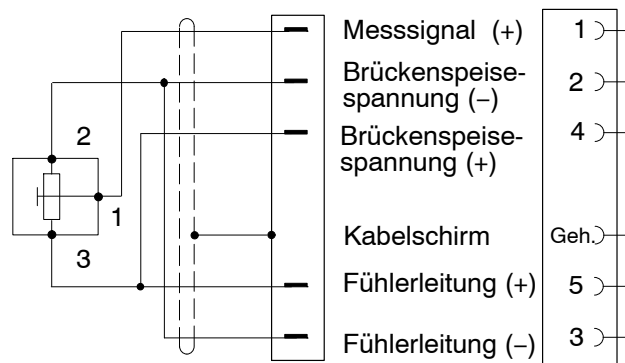 Messsignal (+) 1
Brückenspeise-
spannung (−) 2
Brückenspeise-
spannung (+) 4
2
1
3
Kabelschirm Geh.
Fühlerleitung (+) 5
Fühlerleitung (−) 3